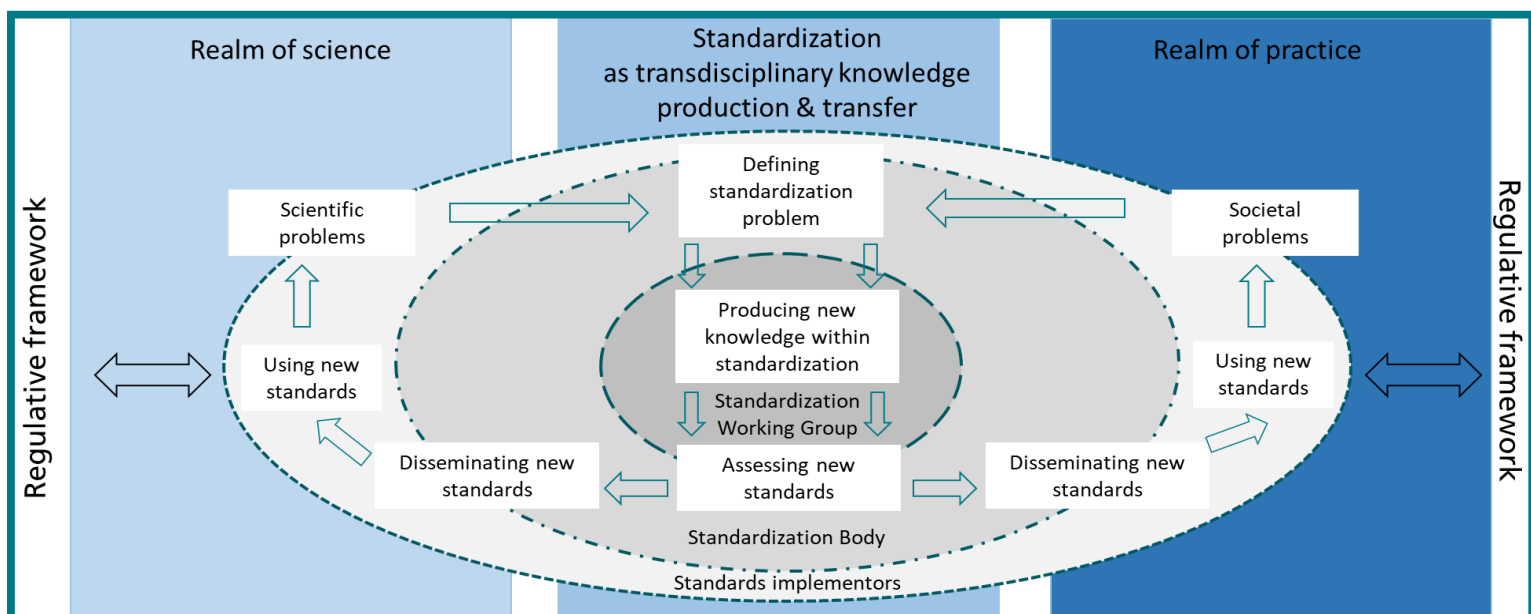 Realm of science
Standardization
as transdisciplinary knowledge
production & transfer
Realm of practice
Regulative framework
Regulative framework
Defining
standardization
problem
Scientific
problems
Societal
problems
Producing new
knowledge within
standardization
Using new
standards
Using new
standards
Standardization
Working Group
Disseminating new
standards
Assessing new
standards
Disseminating new
standards
Standardization Body
Standards implementors